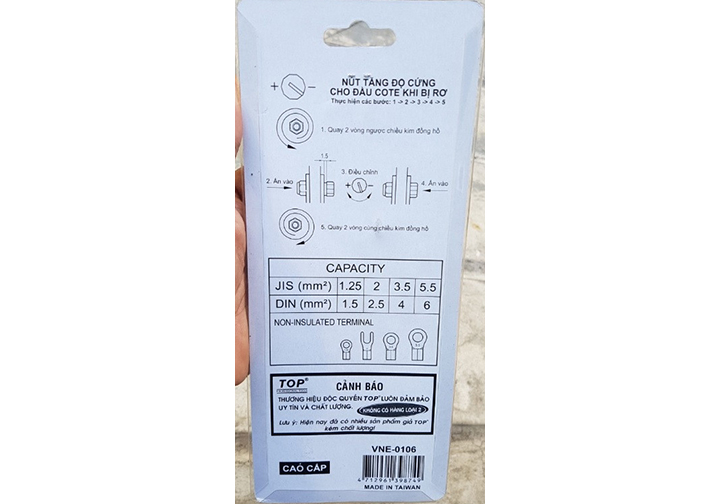 NÚT TĂNG ĐỘ CỨNG
CHO ĐẦU COTE KHI BỊ RƠ
Thực hiện các bước: 1 -> 2 -> 3 -> 4 -> 5
+ −
1. Quay 2 vòng ngược chiều kim đồng hồ
1.5
2. Ấn vào
3. Điều chỉnh
+ −
4. Ấn vào
5. Quay 2 vòng cùng chiều kim đồng hồ
CAPACITY
JIS (mm²) 1.25 2 3.5 5.5
DIN (mm²) 1.5 2.5 4 6
NON-INSULATED TERMINAL
TOP®
CẢNH BÁO
THƯƠNG HIỆU ĐỘC QUYỀN TOP® LUÔN ĐẢM BẢO
UY TÍN VÀ CHẤT LƯỢNG.
KHÔNG CÓ HÀNG LOẠI 2
Lưu ý: Hiện nay đã có nhiều sản phẩm giả TOP®
kém chất lượng!
VNE-0106
CAO CẤP
4 712961 398749
MADE IN TAIWAN